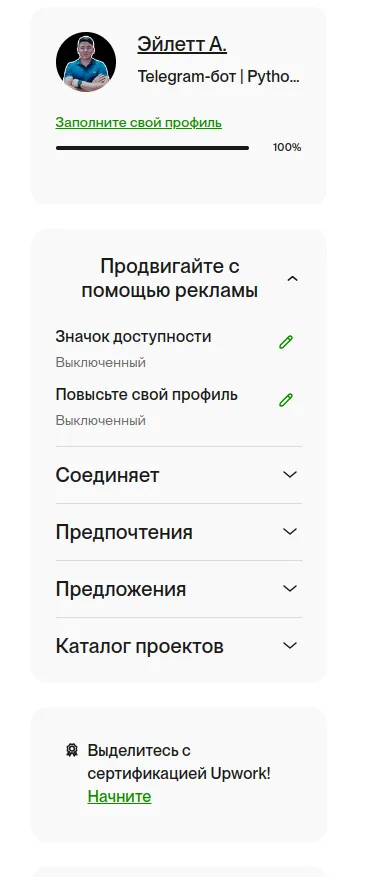 Эйлетт А.
Telegram-бот | Pytho...
Заполните свой профиль
100%
Продвигайте с
помощью рекламы
Значок доступности
Выключенный
Повысьте свой профиль
Выключенный
Соединяет
Предпочтения
Предложения
Каталог проектов
Выделитесь с
сертификацией Upwork!
Начните